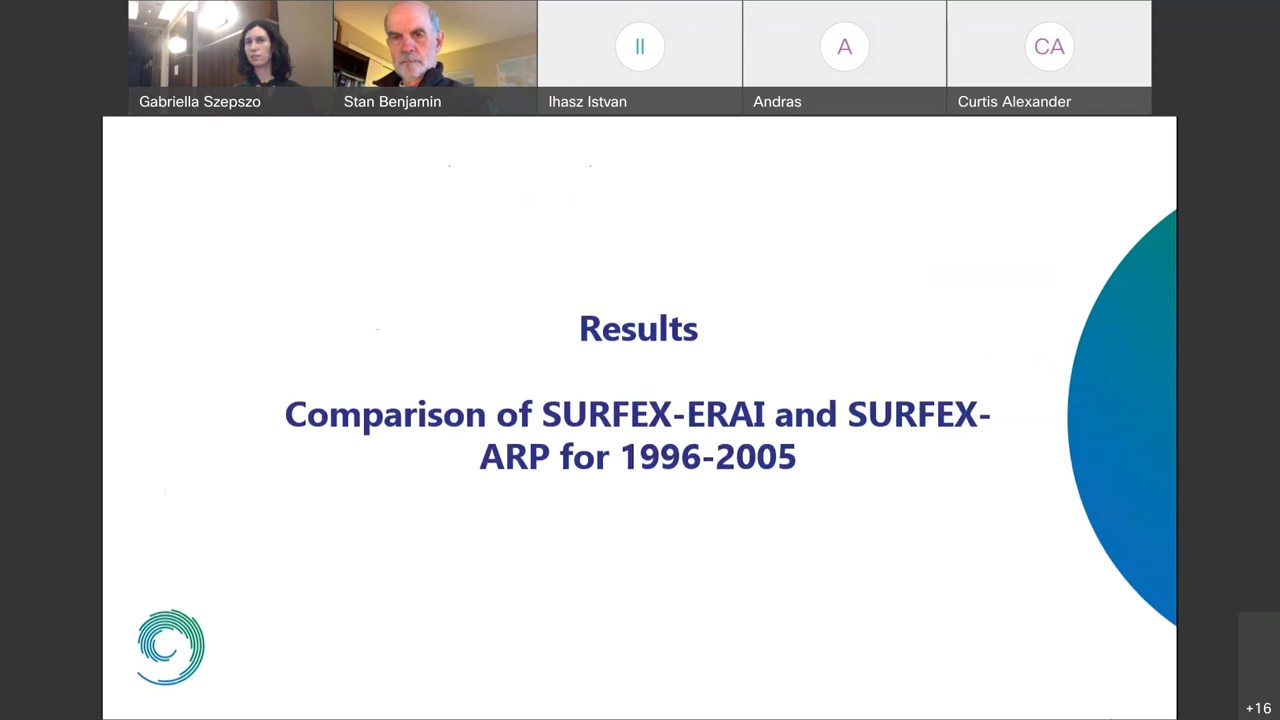 II
A
CA
Gabriella Szepszo
Stan Benjamin
Ihasz Istvan
Andras
Curtis Alexander
Results
Comparison of SURFEX-ERAI and SURFEX-
ARP for 1996-2005
+16